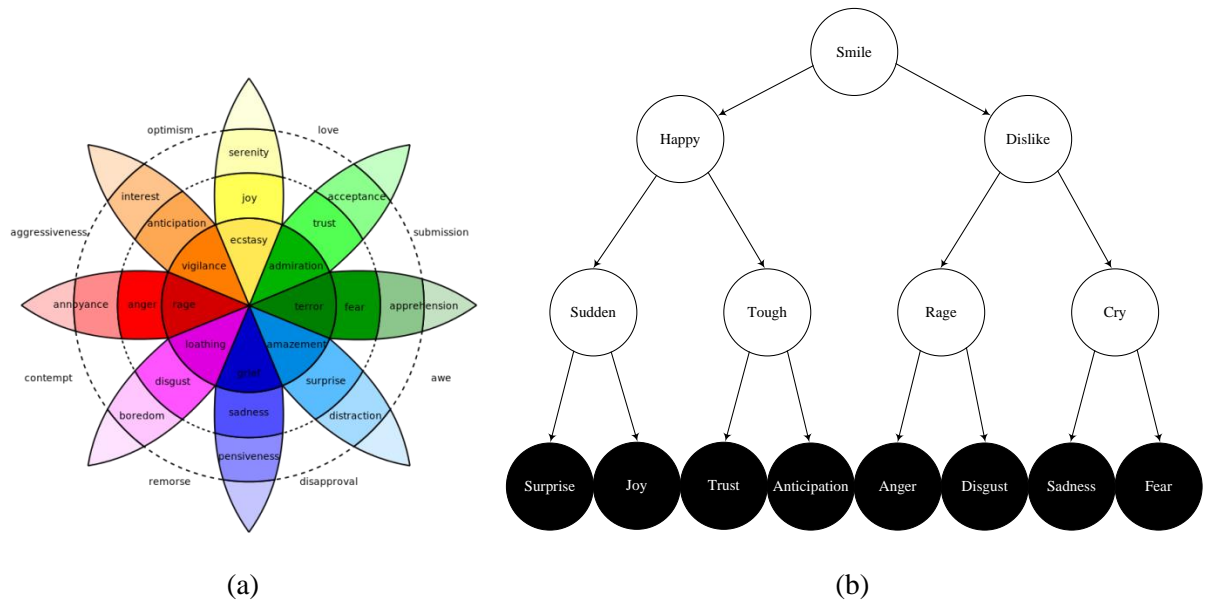 optimism
love
serenity
interest
acceptance
joy
anticipation
trust
aggressiveness
submission
ecstasy
vigilance
admiration
annoyance
anger
rage
terror
fear
apprehension
loathing
amazement
grief
contempt
disgust
surprise
awe
boredom
sadness
distraction
pensiveness
remorse
disapproval
(a)
Smile
Happy
Dislike
Sudden
Tough
Rage
Cry
Surprise
Joy
Trust
Anticipation
Anger
Disgust
Sadness
Fear
(b)